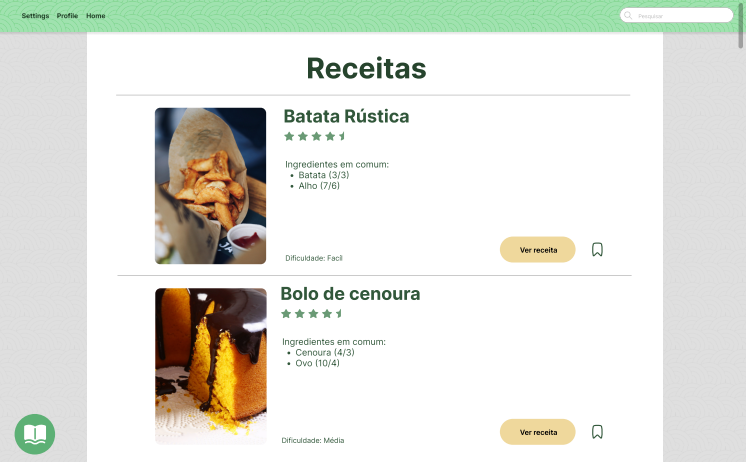 Settings Profile Home
Pesquisar
Receitas
Batata Rústica
Ingredientes em comum:
• Batata (3/3)
• Alho (7/6)
Dificuldade: Facíl
Ver receita
Bolo de cenoura
Ingredientes em comum:
• Cenoura (4/3)
• Ovo (10/4)
Dificuldade: Média
Ver receita